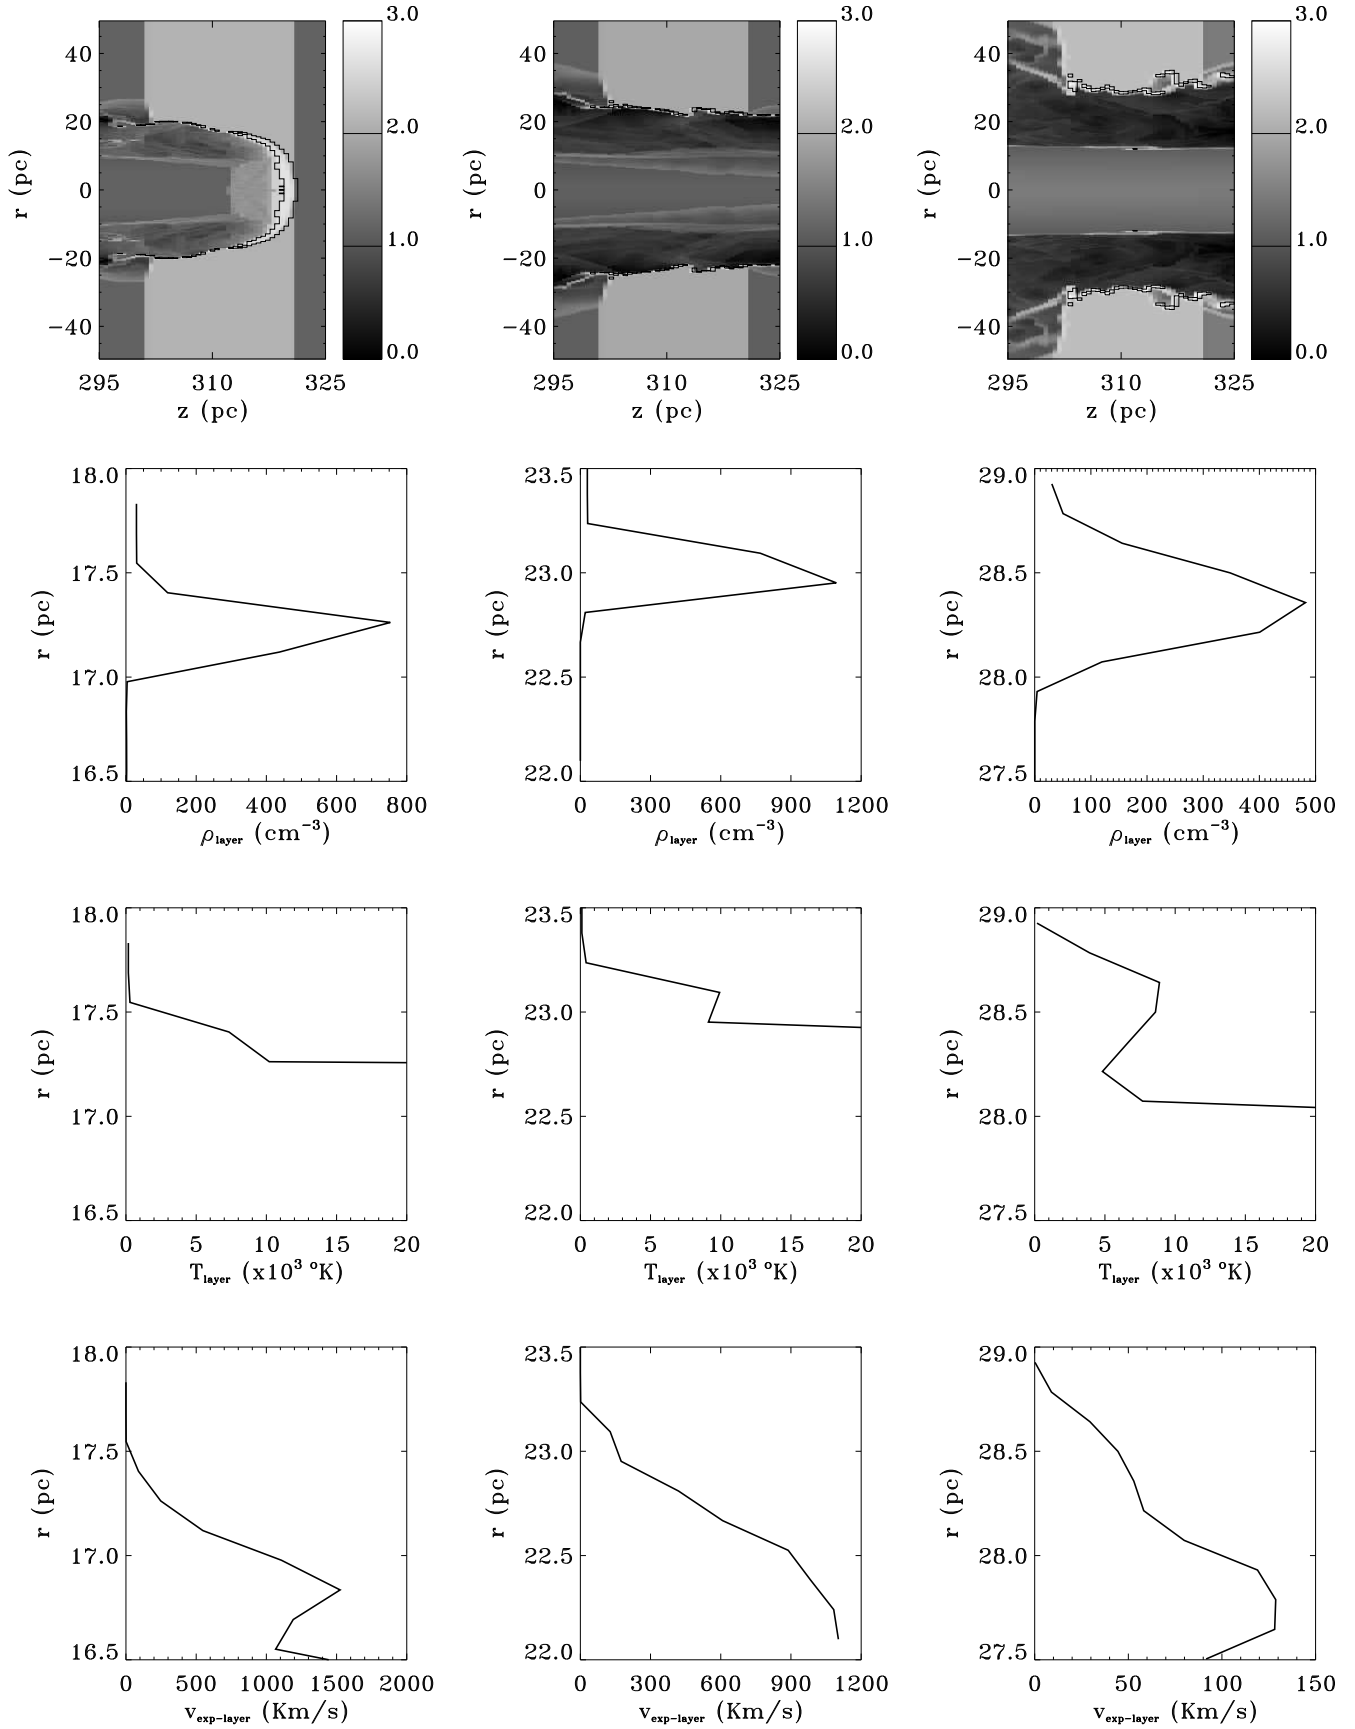 3.0 3.0 3.0
40 40 40
20 2.0 20 2.0 20 2.0
r (pc) 0 r (pc) 0 r (pc) 0
−20 1.0 −20 1.0 −20 1.0
−40 −40 −40
0.0 0.0 0.0
295 310 325 295 310 325 295 310 325
z (pc) z (pc) z (pc)
18.0 23.5 29.0
17.5 23.0 28.5
r (pc) r (pc) r (pc)
17.0 22.5 28.0
16.5 22.0 27.5
0 200 400 600 800 0 300 600 900 1200 0 100 200 300 400 500
ρlayer (cm⁻³) ρlayer (cm⁻³) ρlayer (cm⁻³)
18.0 23.5 29.0
17.5 23.0 28.5
r (pc) r (pc) r (pc)
17.0 22.5 28.0
16.5 22.0 27.5
0 5 10 15 20 0 5 10 15 20 0 5 10 15 20
Tlayer (x10³ °K) Tlayer (x10³ °K) Tlayer (x10³ °K)
18.0 23.5 29.0
17.5 23.0 28.5
r (pc) r (pc) r (pc)
17.0 22.5 28.0
16.5 22.0 27.5
0 500 1000 1500 2000 0 300 600 900 1200 0 50 100 150
vexp−layer (Km/s) vexp−layer (Km/s) vexp−layer (Km/s)